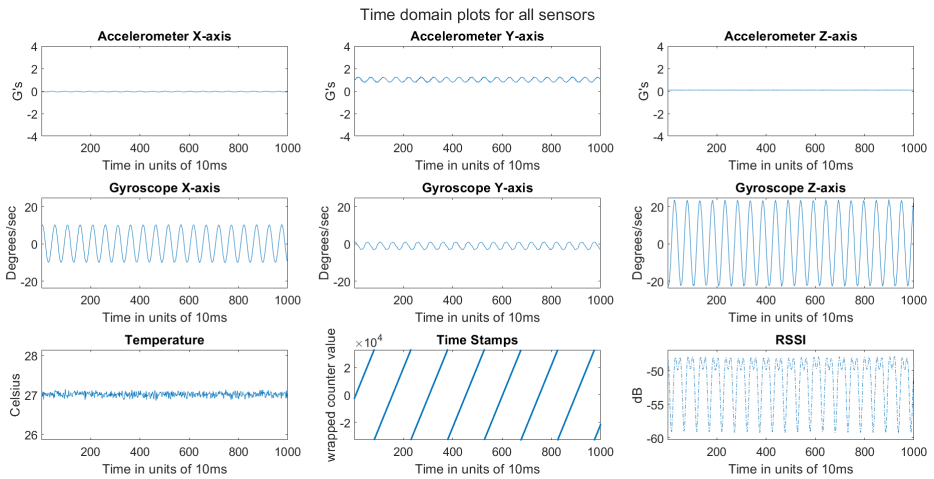 Time domain plots for all sensors
Accelerometer X-axis
Accelerometer Y-axis
Accelerometer Z-axis
4
2
0
-2
-4
G's
200 400 600 800 1000
Time in units of 10ms
4
2
0
-2
-4
G's
200 400 600 800 1000
Time in units of 10ms
4
2
0
-2
-4
G's
200 400 600 800 1000
Time in units of 10ms
Gyroscope X-axis
Gyroscope Y-axis
Gyroscope Z-axis
20
0
-20
Degrees/sec
200 400 600 800 1000
Time in units of 10ms
20
0
-20
Degrees/sec
200 400 600 800 1000
Time in units of 10ms
20
0
-20
Degrees/sec
200 400 600 800 1000
Time in units of 10ms
Temperature
Time Stamps
RSSI
28
27
26
Celsius
200 400 600 800 1000
Time in units of 10ms
×10⁴
2
0
-2
wrapped counter value
200 400 600 800 1000
Time in units of 10ms
-50
-55
-60
dB
200 400 600 800 1000
Time in units of 10ms